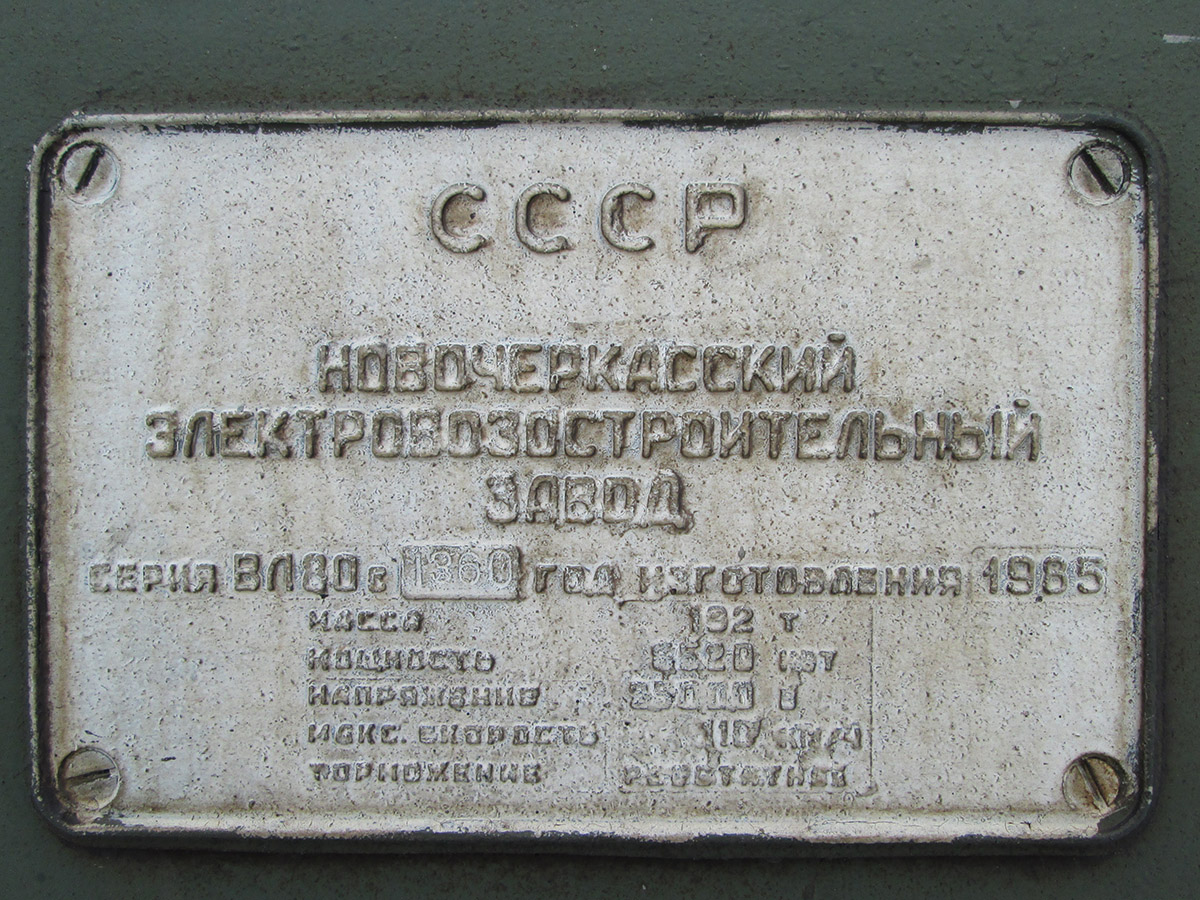 СССР
НОВОЧЕРКАССКИЙ
ЭЛЕКТРОВОЗОСТРОИТЕЛЬНЫЙ
ЗАВОД
СЕРИЯ ВЛ80с 1360 ГОД ИЗГОТОВЛЕНИЯ 1985
МАССА 192 Т
МОЩНОСТЬ 6520 КВТ
НАПРЯЖЕНИЕ 25000 В
МАКС. СКОРОСТЬ 110 КМ/Ч
ТОРМОЖЕНИЕ РЕОСТАТНОЕ